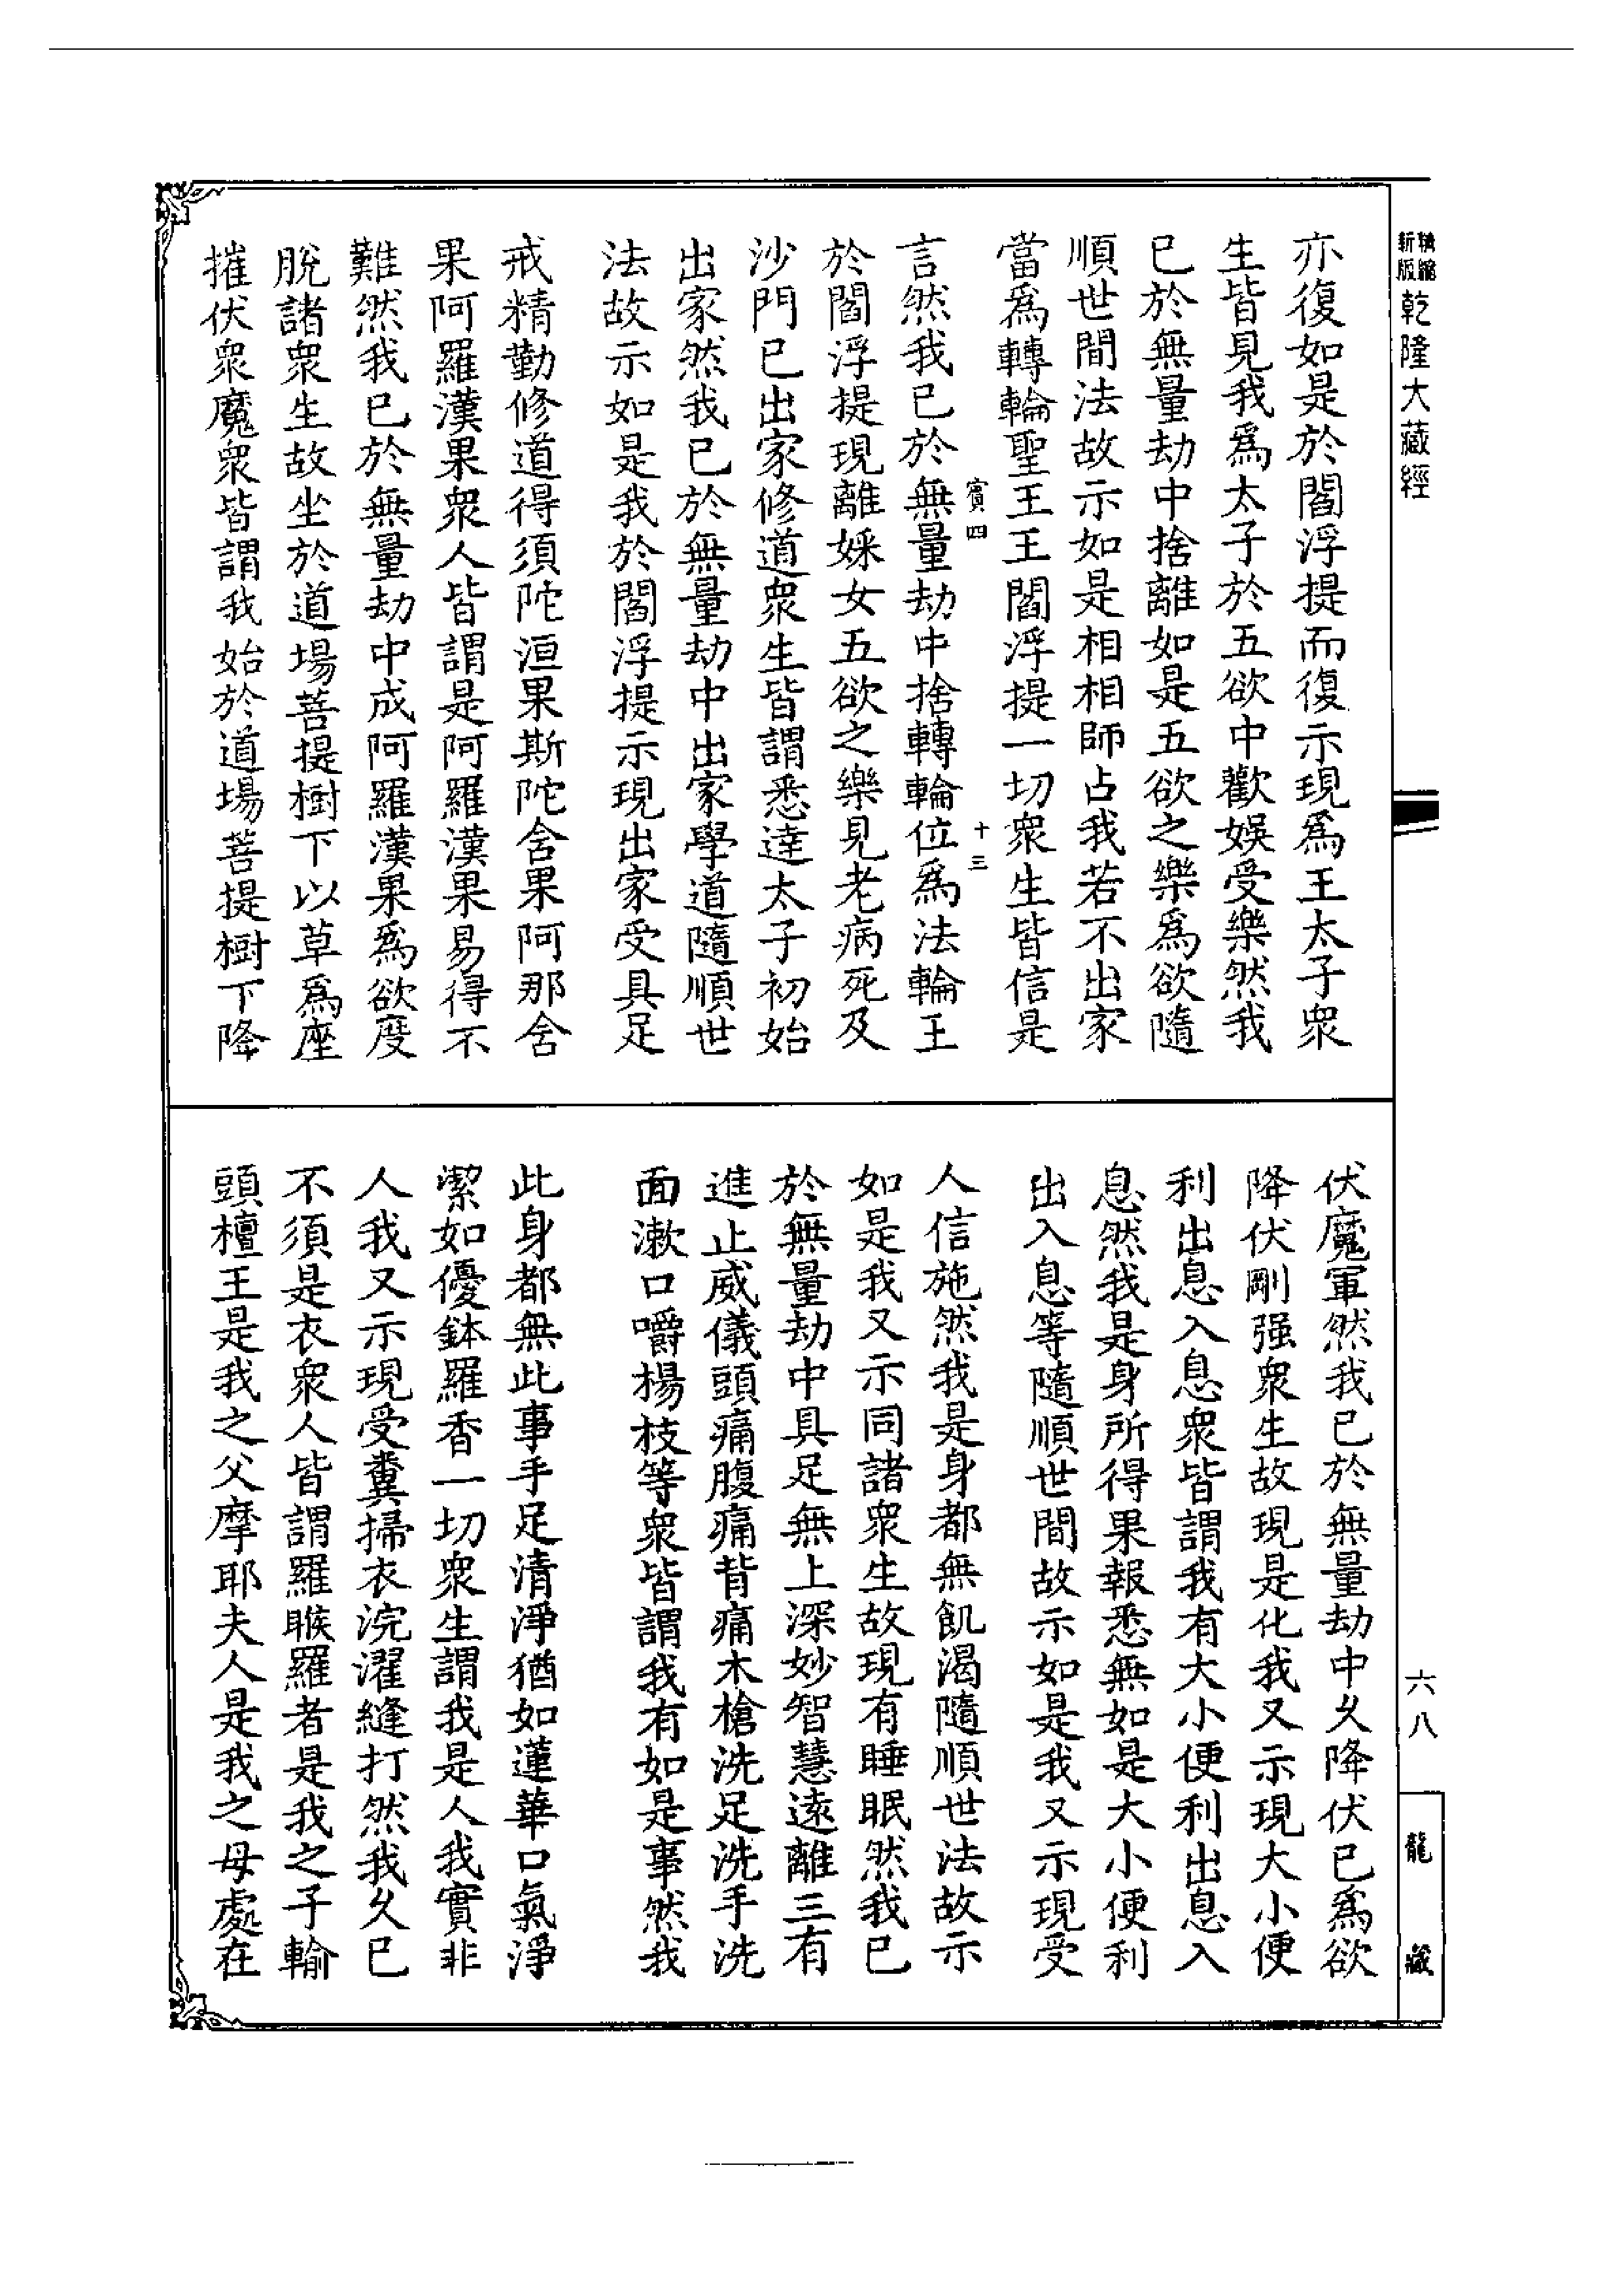 精縮新版乾隆大藏經
六八
龍藏
亦復如是於閻浮提而復示現爲王太子衆
生皆見我爲太子於五欲中歡娛受樂然我
已於無量劫中捨離如是五欲之樂爲欲隨
順世間法故示如是相相師占我若不出家
當爲轉輪聖王王閻浮提一切衆生皆信是
賓四 十三
言然我已於無量劫中捨轉輪位爲法輪王
於閻浮提現離婇女五欲之樂見老病死及
沙門已出家修道衆生皆謂悉達太子初始
出家然我已於無量劫中出家學道隨順世
法故示如是我於閻浮提示現出家受具足
戒精勤修道得須陀洹果斯陀含果阿那含
果阿羅漢果衆人皆謂是阿羅漢果易得不
難然我已於無量劫中成阿羅漢果爲欲度
脫諸衆生故坐於道場菩提樹下以草爲座
摧伏衆魔衆皆謂我始於道場菩提樹下降
伏魔軍然我已於無量劫中久降伏已爲欲
降伏剛强衆生故現是化我又示現大小便
利出息入息衆皆謂我有大小便利出息入
息然我是身所得果報悉無如是大小便利
出入息等隨順世間故示如是我又示現受
人信施然我是身都無飢渴隨順世法故示
如是我又示同諸衆生故現有睡眠然我已
於無量劫中具足無上深妙智慧遠離三有
進止威儀頭痛腹痛背痛木槍洗足洗手洗
面漱口嚼楊枝等衆皆謂我有如是事然我
此身都無此事手足清淨猶如蓮華口氣淨
潔如優鉢羅香一切衆生謂我是人我實非
人我又示現受糞掃衣浣濯縫打然我久已
不須是衣衆人皆謂羅睺羅者是我之子輸
頭檀王是我之父摩耶夫人是我之母處在